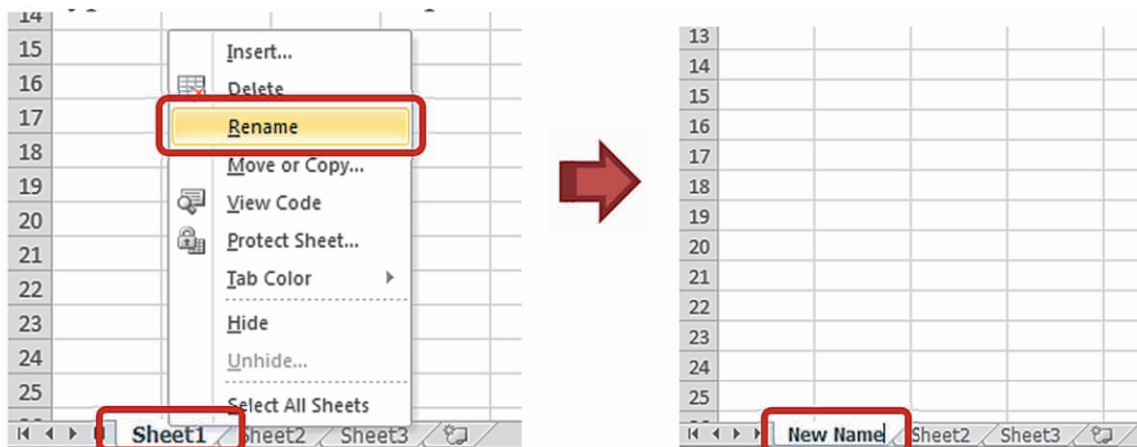 14
15
16
17
18
19
20
21
22
23
24
25
Insert...
Delete
Rename
Move or Copy...
View Code
Protect Sheet...
Tab Color
Hide
Unhide...
Select All Sheets
Sheet1 Sheet2 Sheet3
13
14
15
16
17
18
19
20
21
22
23
24
25
New Name Sheet2 Sheet3